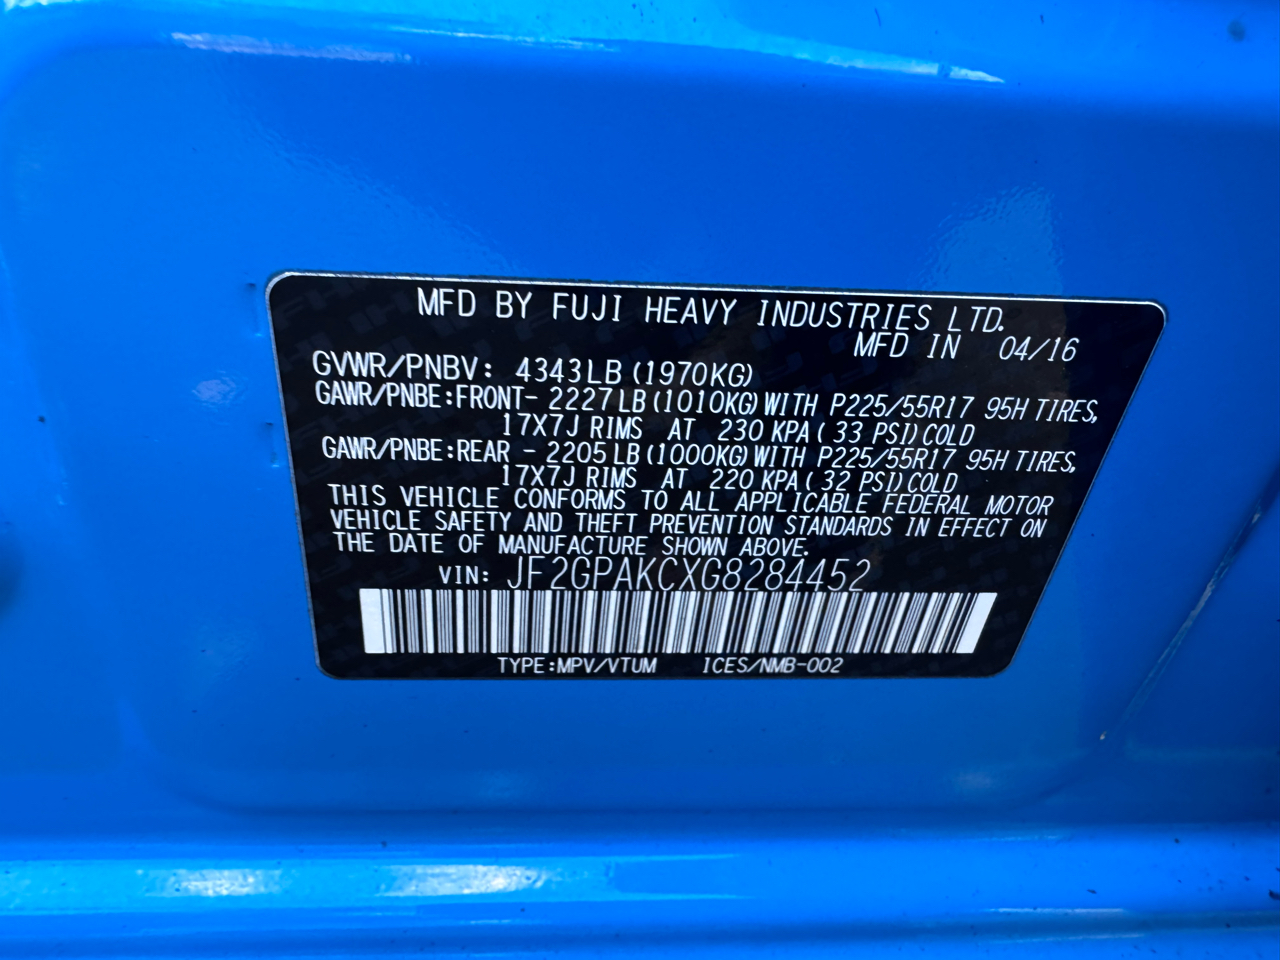 MFD BY FUJI HEAVY INDUSTRIES LTD.
MFD IN 04/16
GVWR/PNBV: 4343LB (1970KG)
GAWR/PNBE:FRONT- 2227LB (1010KG) WITH P225/55R17 95H TIRES,
17X7J RIMS AT 230 KPA ( 33 PSI) COLD
GAWR/PNBE:REAR - 2205LB (1000KG) WITH P225/55R17 95H TIRES,
17X7J RIMS AT 220 KPA ( 32 PSI) COLD
THIS VEHICLE CONFORMS TO ALL APPLICABLE FEDERAL MOTOR
VEHICLE SAFETY AND THEFT PREVENTION STANDARDS IN EFFECT ON
THE DATE OF MANUFACTURE SHOWN ABOVE.
VIN: JF2GPAKCXG8284452
TYPE:MPV/VTUM ICES/NMB-002